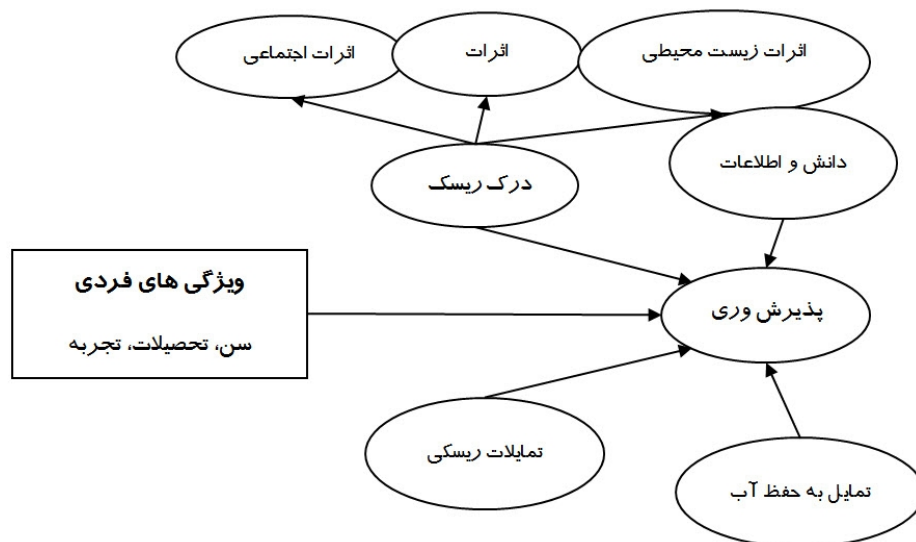 اثرات زیست محیطی
اثرات
اثرات اجتماعی
دانش و اطلاعات
درک ریسک
ویژگی های فردی
سن، تحصیلات، تجربه
پذیرش وری
تمایلات ریسکی
تمایل به حفظ آب